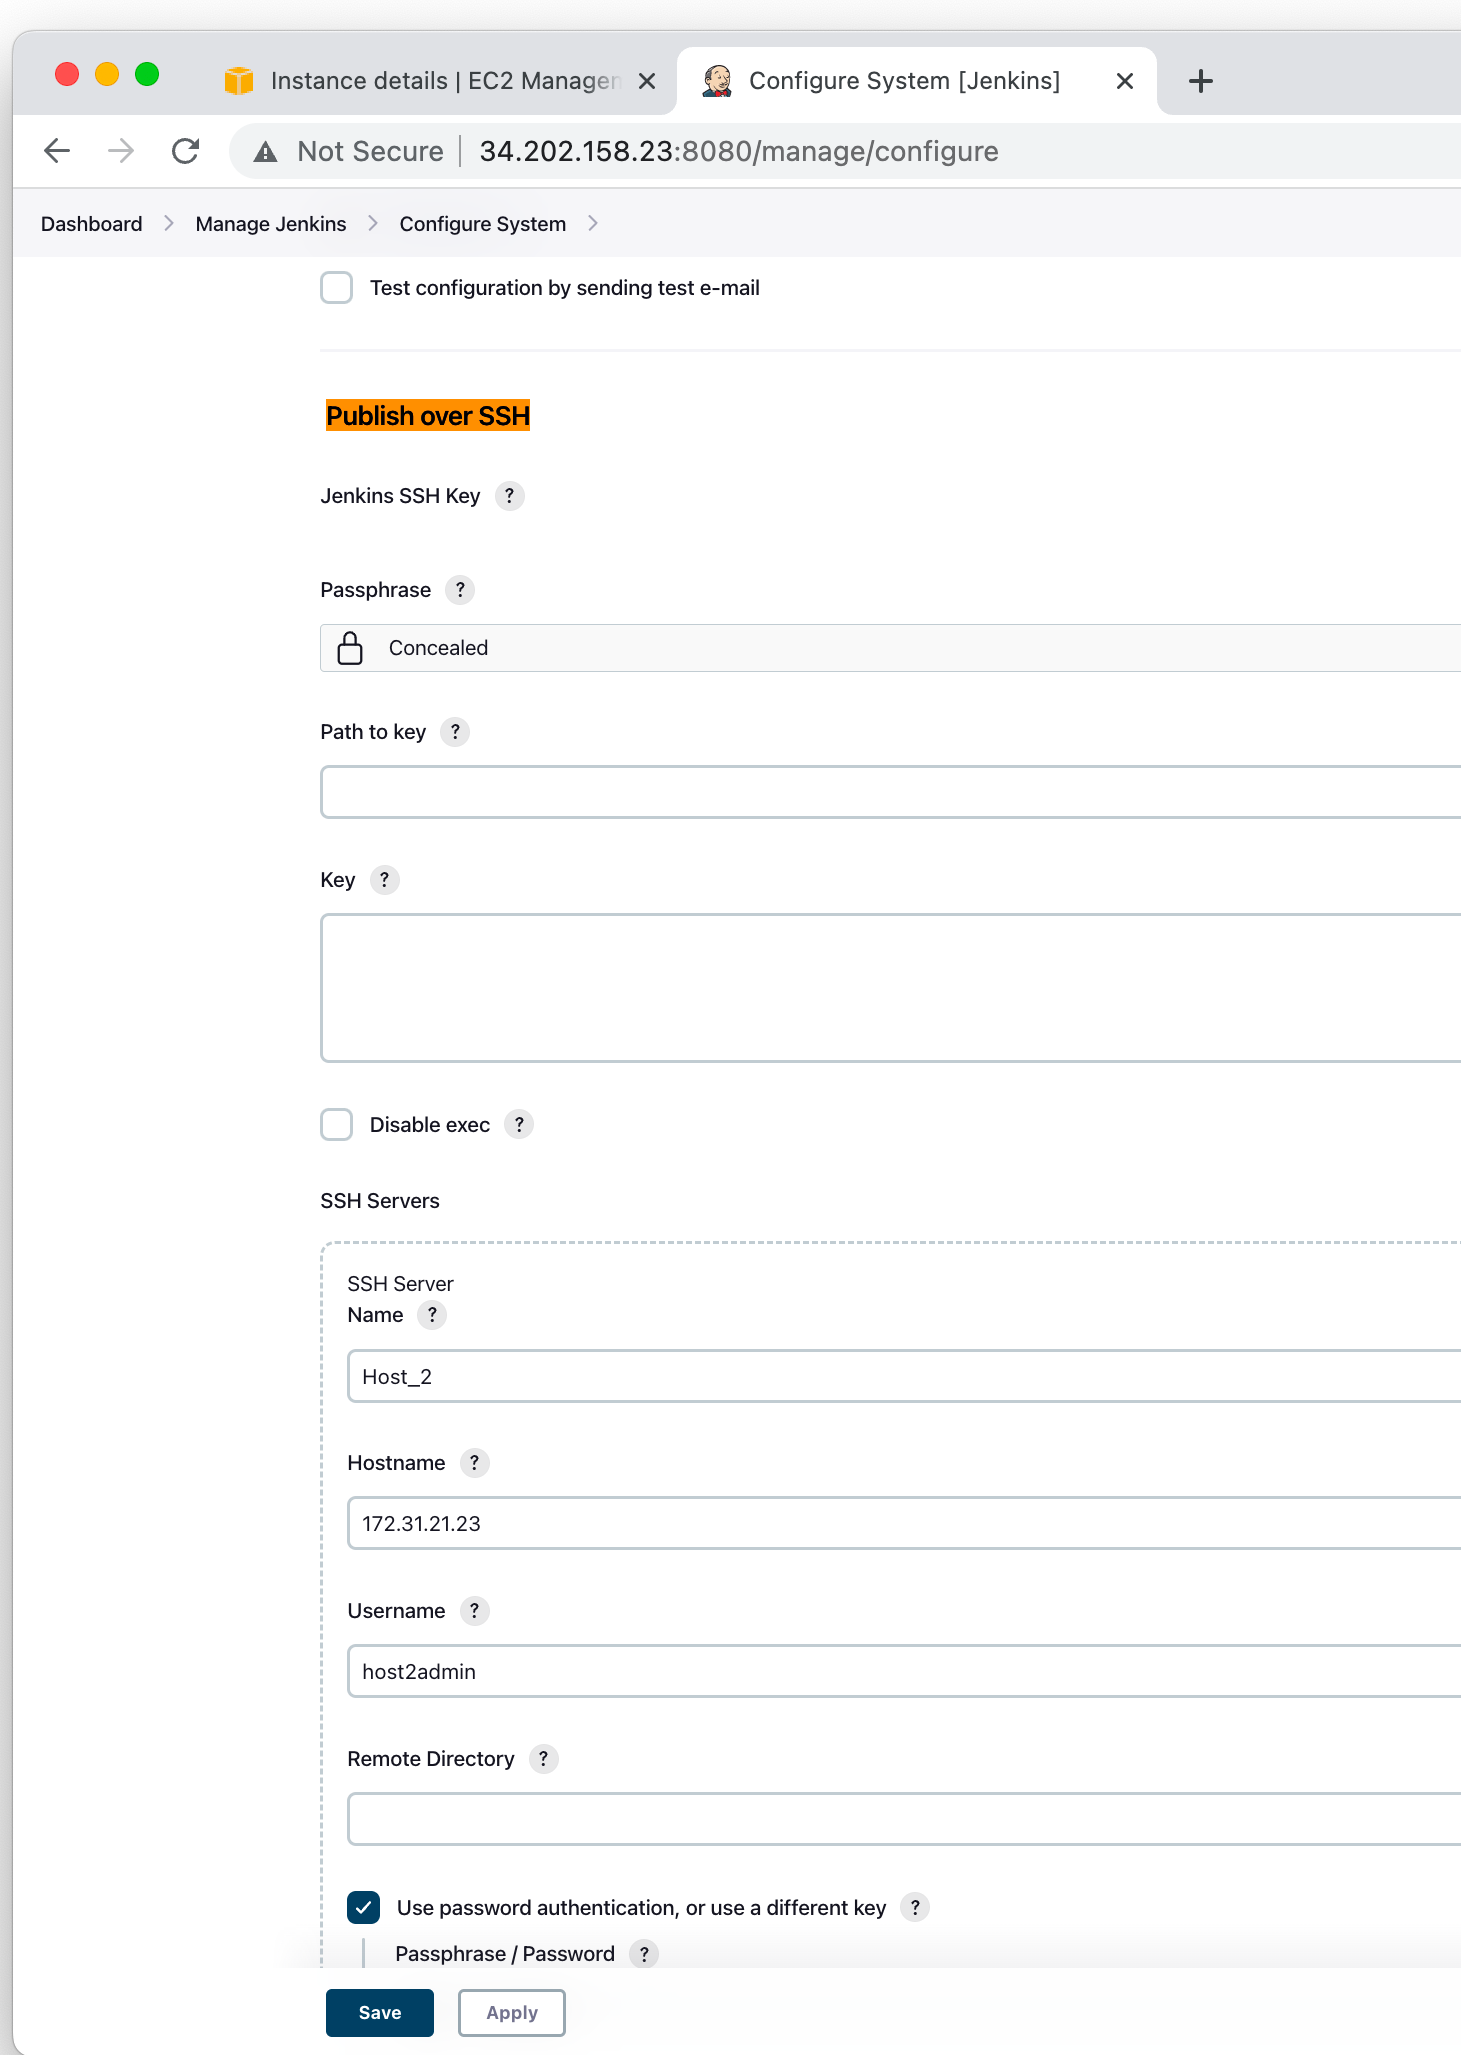 Instance details | EC2 Managen
Configure System [Jenkins]
Not Secure
34.202.158.23:8080/manage/configure
Dashboard
Manage Jenkins
Configure System
Test configuration by sending test e-mail
Publish over SSH
Jenkins SSH Key ?
Passphrase ?
Concealed
Path to key ?
Key ?
Disable exec ?
SSH Servers
SSH Server
Name ?
Host_2
Hostname ?
172.31.21.23
Username ?
host2admin
Remote Directory ?
Use password authentication, or use a different key ?
Passphrase / Password ?
Save
Apply